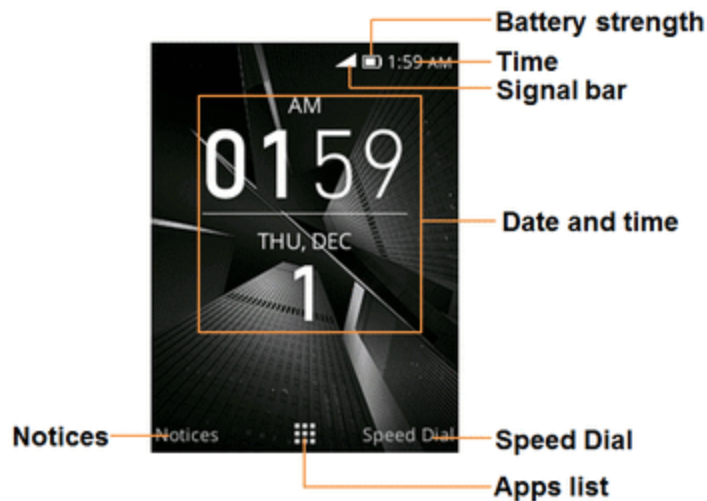 Battery strength
1:59 AM
Time
Signal bar
AM
0159
Date and time
THU, DEC
1
Notices
Notices
Speed Dial
Speed Dial
Apps list